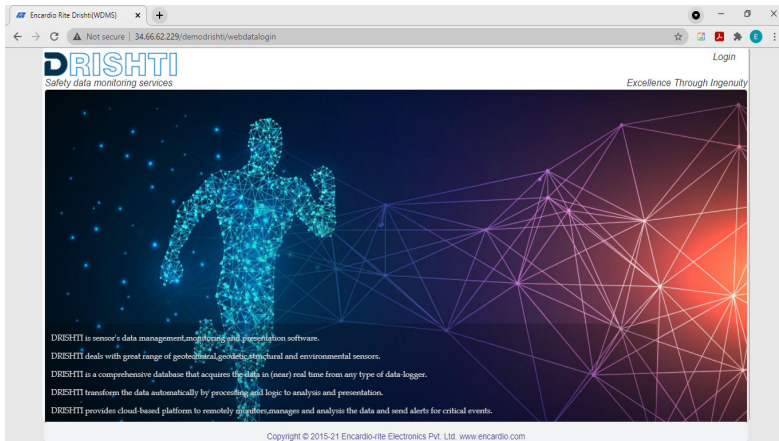 Encardio Rite Drishti(WDMS)
Not secure | 34.66.62.229/demodrishti/webdatalogin
E
Login
DRISHTI
Safety data monitoring services
Excellence Through Ingenuity
DRISHTI is sensor's data management,monitoring and presentation software.
DRISHTI deals with great range of geotechnical,geodetic,structural and environmental sensors.
DRISHTI is a comprehensive database that acquires the data in (near) real time from any type of data-logger.
DRISHTI transform the data automatically by processing and logic to analysis and presentation.
DRISHTI provides cloud-based platform to remotely monitors,manages and analysis the data and send alerts for critical events.
Copyright © 2015-21 Encardio-rite Electronics Pvt. Ltd. www.encardio.com